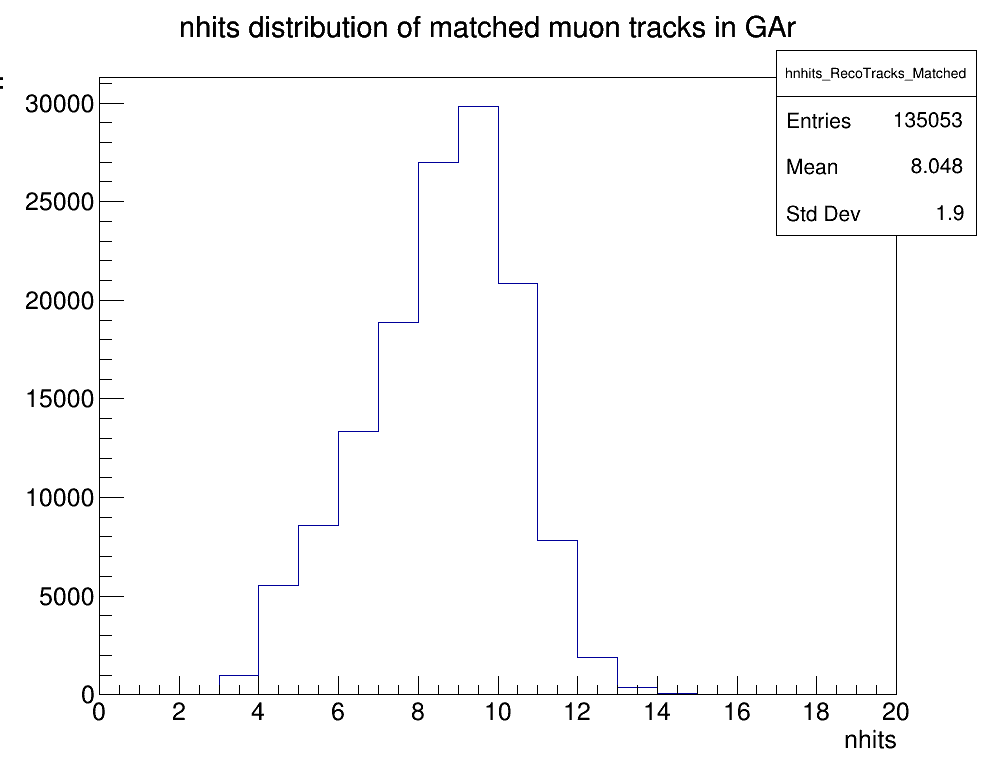 nhits distribution of matched muon tracks in GAr
hnhits_RecoTracks_Matched
Entries 135053
Mean 8.048
Std Dev 1.9
30000
25000
20000
15000
10000
5000
0
0 2 4 6 8 10 12 14 16 18 20
nhits